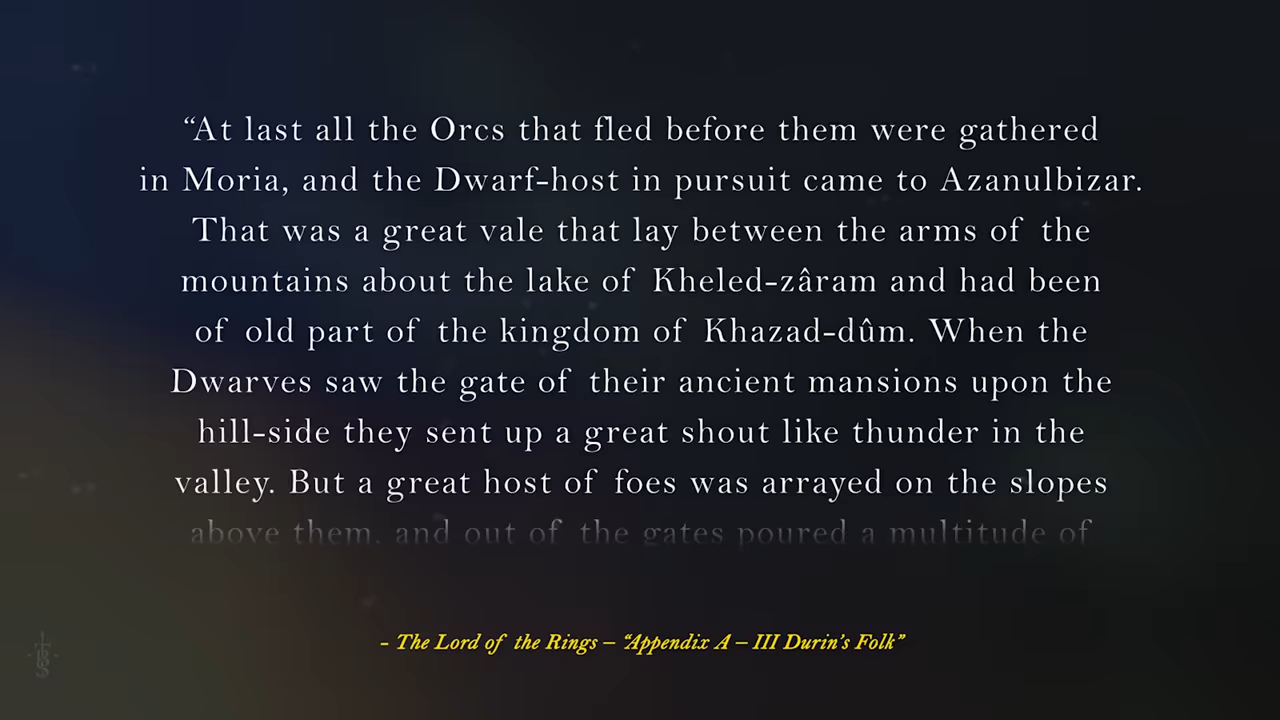 “At last all the Orcs that fled before them were gathered
in Moria, and the Dwarf-host in pursuit came to Azanulbizar.
That was a great vale that lay between the arms of the
mountains about the lake of Kheled-zâram and had been
of old part of the kingdom of Khazad-dûm. When the
Dwarves saw the gate of their ancient mansions upon the
hill-side they sent up a great shout like thunder in the
valley. But a great host of foes was arrayed on the slopes
above them, and out of the gates poured a multitude of
- The Lord of the Rings – “Appendix A – III Durin’s Folk”